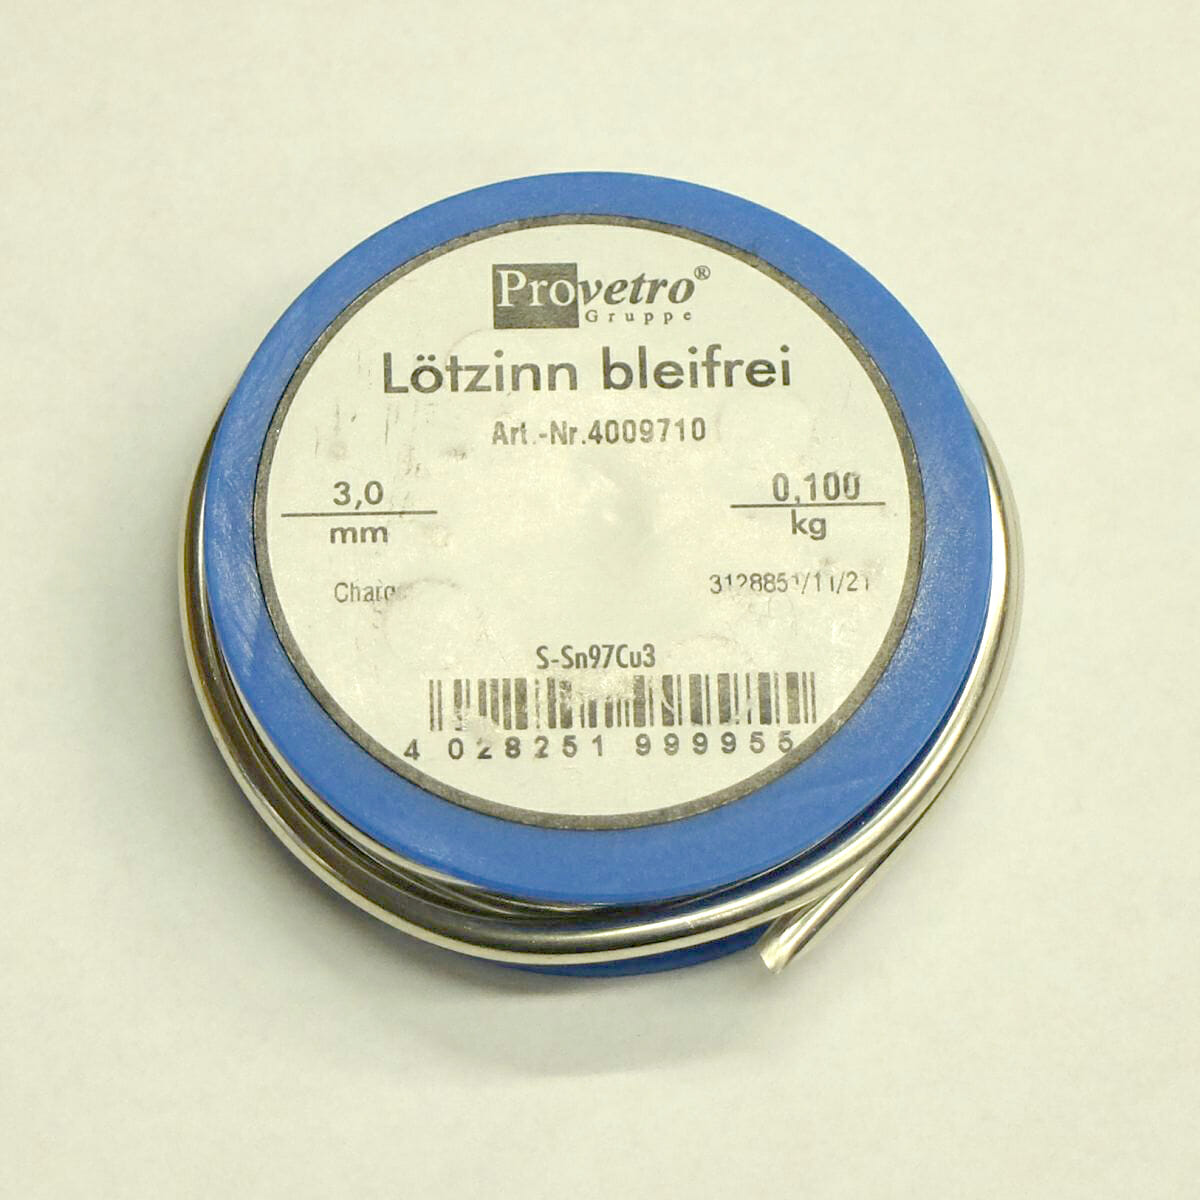 Provetro®
Gruppe
Lötzinn bleifrei
Art.-Nr.4009710
3,0
mm
0,100
kg
S-Sn97Cu3
4 028251 999955